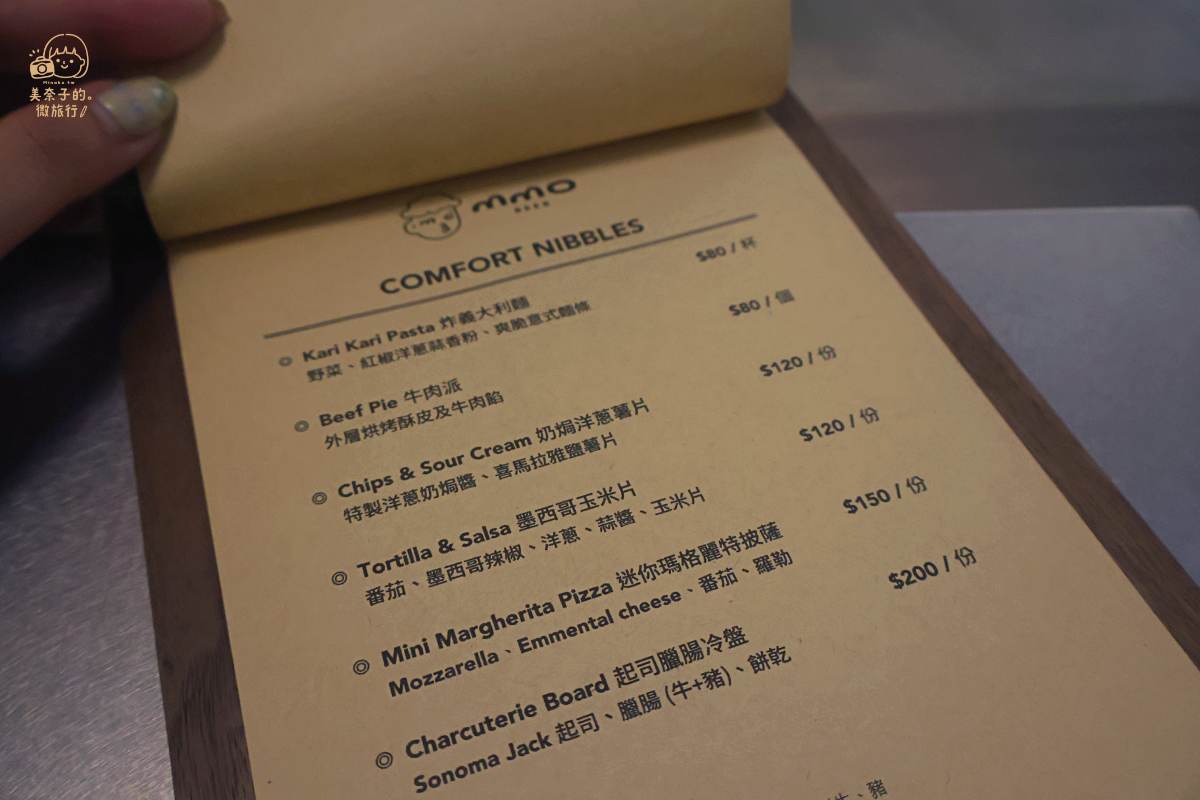 Minako tw
美奈子的。
微旅行
MMO
COMFORT NIBBLES
Kari Kari Pasta 炸義大利麵 $80 / 杯
野菜、紅椒洋蔥蒜香粉、爽脆意式麵條
Beef Pie 牛肉派 $80 / 個
外層烘烤酥皮及牛肉餡
Chips & Sour Cream 奶焗洋蔥薯片 $120 / 份
特製洋蔥奶焗醬、喜馬拉雅鹽薯片
Tortilla & Salsa 墨西哥玉米片 $120 / 份
番茄、墨西哥辣椒、洋蔥、蒜醬、玉米片
Mini Margherita Pizza 迷你瑪格麗特披薩 $150 / 份
Mozzarella、Emmental cheese、番茄、羅勒
Charcuterie Board 起司臘腸冷盤 $200 / 份
Sonoma Jack 起司、臘腸 (牛+豬)、餅乾
、豬